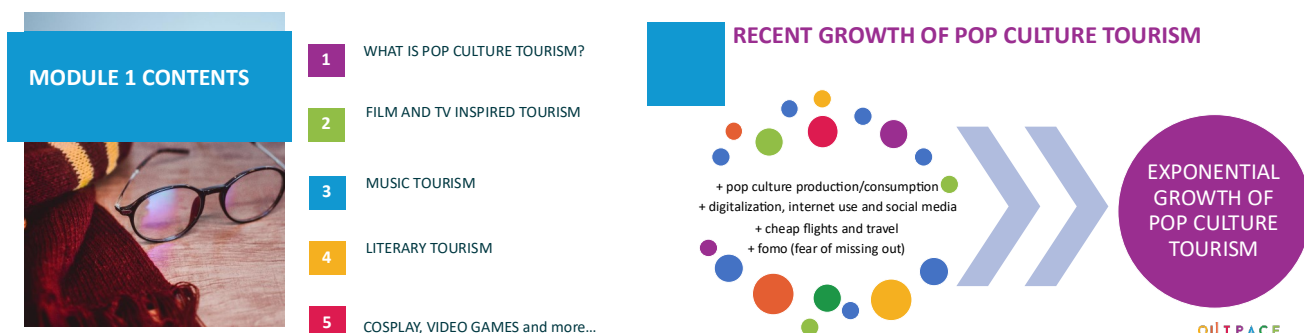 MODULE 1 CONTENTS
1
WHAT IS POP CULTURE TOURISM?
2
FILM AND TV INSPIRED TOURISM
3
MUSIC TOURISM
4
LITERARY TOURISM
5
COSPLAY, VIDEO GAMES and more...
RECENT GROWTH OF POP CULTURE TOURISM
+ pop culture production/consumption
+ digitalization, internet use and social media
+ cheap flights and travel
+ fomo (fear of missing out)
EXPONENTIAL
GROWTH OF
POP CULTURE
TOURISM
OUTPACE